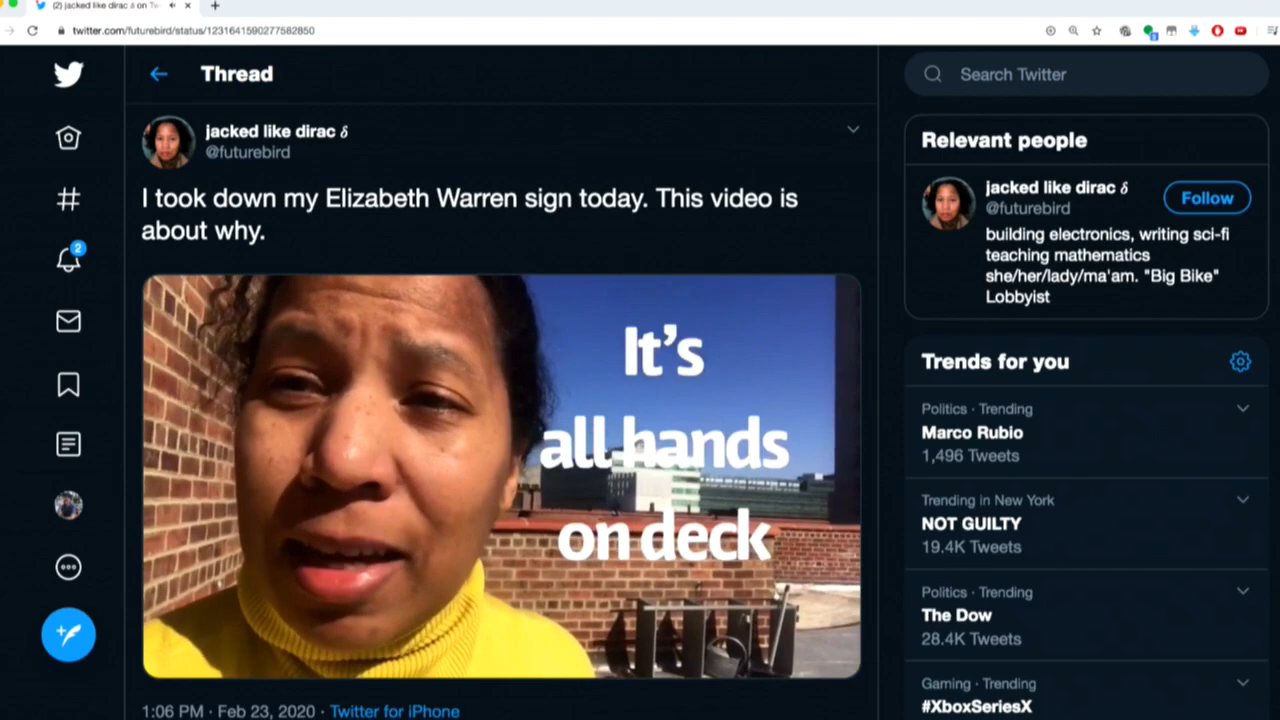 (2) jacked like dirac δ on Tw
twitter.com/futurebird/status/1231641590277582850
Thread
Search Twitter
jacked like dirac δ
@futurebird
I took down my Elizabeth Warren sign today. This video is
about why.
It's
all hands
on deck
1:06 PM · Feb 23, 2020 · Twitter for iPhone
2
Relevant people
jacked like dirac δ
@futurebird
Follow
building electronics, writing sci-fi
teaching mathematics
she/her/lady/ma'am. "Big Bike"
Lobbyist
Trends for you
Politics · Trending
Marco Rubio
1,496 Tweets
Trending in New York
NOT GUILTY
19.4K Tweets
Politics · Trending
The Dow
28.4K Tweets
Gaming · Trending
#XboxSeriesX